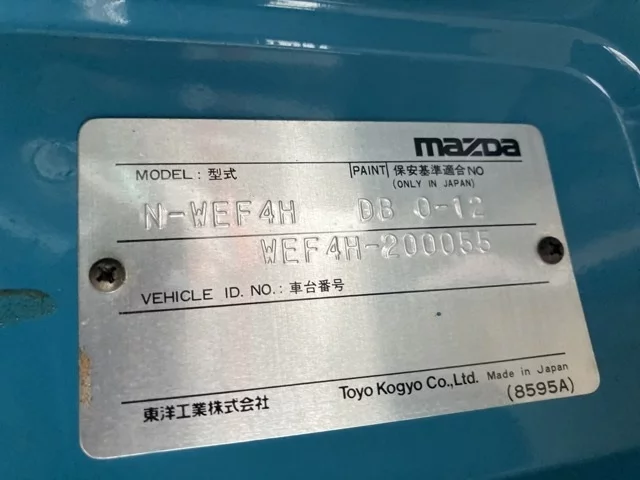 mazda
MODEL: 型式 PAINT 保安基準適合NO
(ONLY IN JAPAN)
N-WEF4H DB 0-12
WEF4H-200055
VEHICLE ID. NO.: 車台番号
東洋工業株式会社 Toyo Kogyo Co., Ltd. Made in Japan
(8595A)